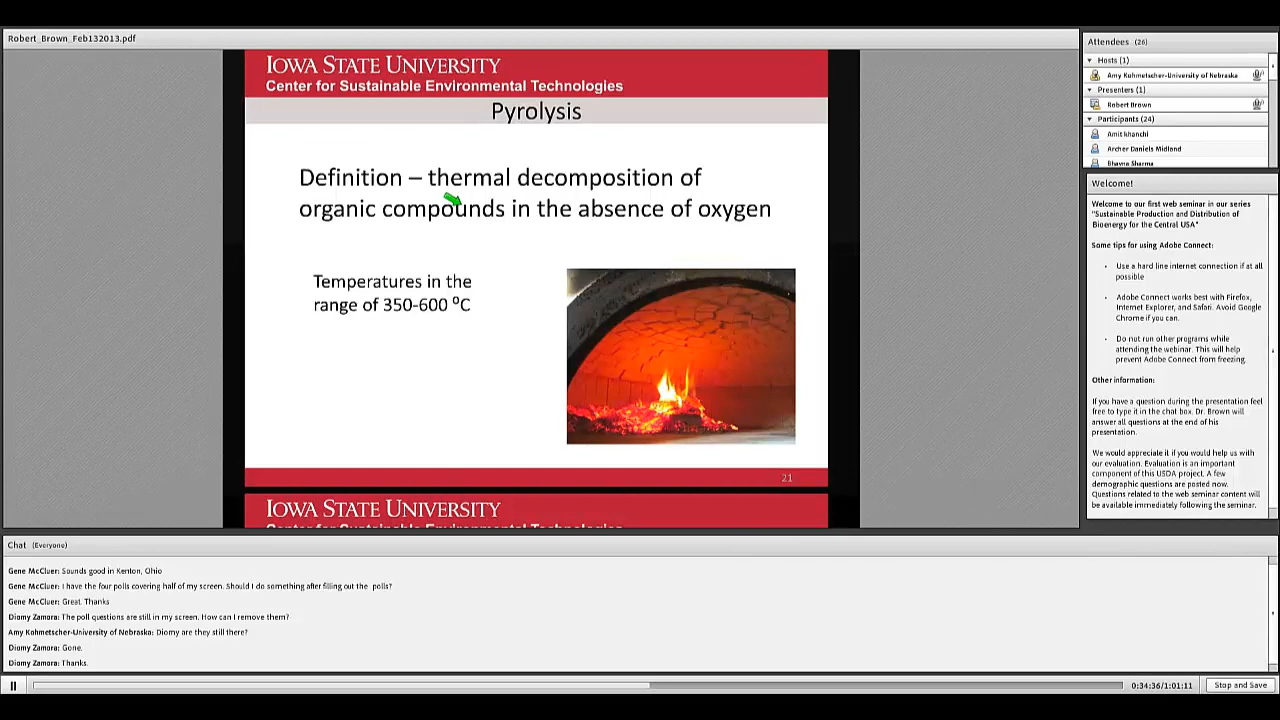 Robert_Brown_Feb132013.pdf
IOWA STATE UNIVERSITY
Center for Sustainable Environmental Technologies
Pyrolysis
Definition – thermal decomposition of
organic compounds in the absence of oxygen
Temperatures in the
range of 350-600 ⁰C
21
IOWA STATE UNIVERSITY
Center for Sustainable Environmental Technologies
Attendees (26)
Hosts (1)
Amy Kohmetscher-University of Nebraska
Presenters (1)
Robert Brown
Participants (24)
Amit khanchi
Archer Daniels Midland
Bhavna Sharma
Welcome!
Welcome to our first web seminar in our series
"Sustainable Production and Distribution of
Bioenergy for the Central USA"
Some tips for using Adobe Connect:
· Use a hard line internet connection if at all
possible
· Adobe Connect works best with Firefox,
Internet Explorer, and Safari. Avoid Google
Chrome if you can.
· Do not run other programs while
attending the webinar. This will help
prevent Adobe Connect from freezing.
Other information:
If you have a question during the presentation feel
free to type it in the chat box. Dr. Brown will
answer all questions at the end of his
presentation.
We would appreciate it if you would help us with
our evaluation. Evaluation is an important
component of this USDA project. A few
demographic questions are posted now.
Questions related to the web seminar content will
be available immediately following the seminar.
Chat (Everyone)
Gene McCluer: Sounds good in Kenton, Ohio
Gene McCluer: I have the four polls covering half of my screen. Should I do something after filling out the polls?
Gene McCluer: Great. Thanks
Diomy Zamora: The poll questions are still in my screen. How can I remove them?
Amy Kohmetscher-University of Nebraska: Diomy are they still there?
Diomy Zamora: Gone.
Diomy Zamora: Thanks.
0:34:36/1:01:11
Stop and Save